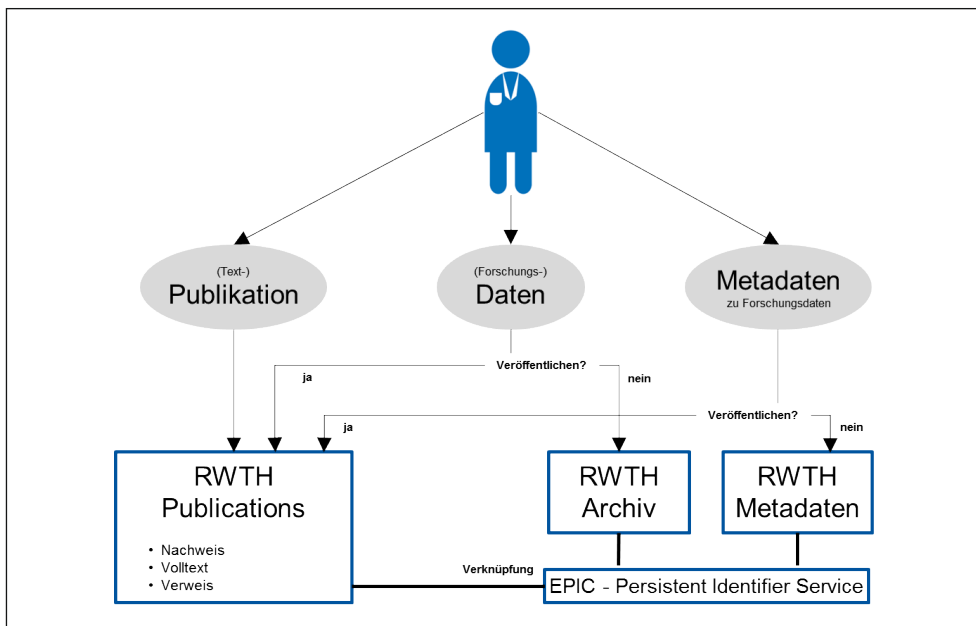 (Text-)
Publikation
(Forschungs-)
Daten
Metadaten
zu Forschungsdaten
Veröffentlichen?
ja
nein
Veröffentlichen?
ja
nein
RWTH
Publications
• Nachweis
• Volltext
• Verweis
RWTH
Archiv
RWTH
Metadaten
Verknüpfung
EPIC - Persistent Identifier Service